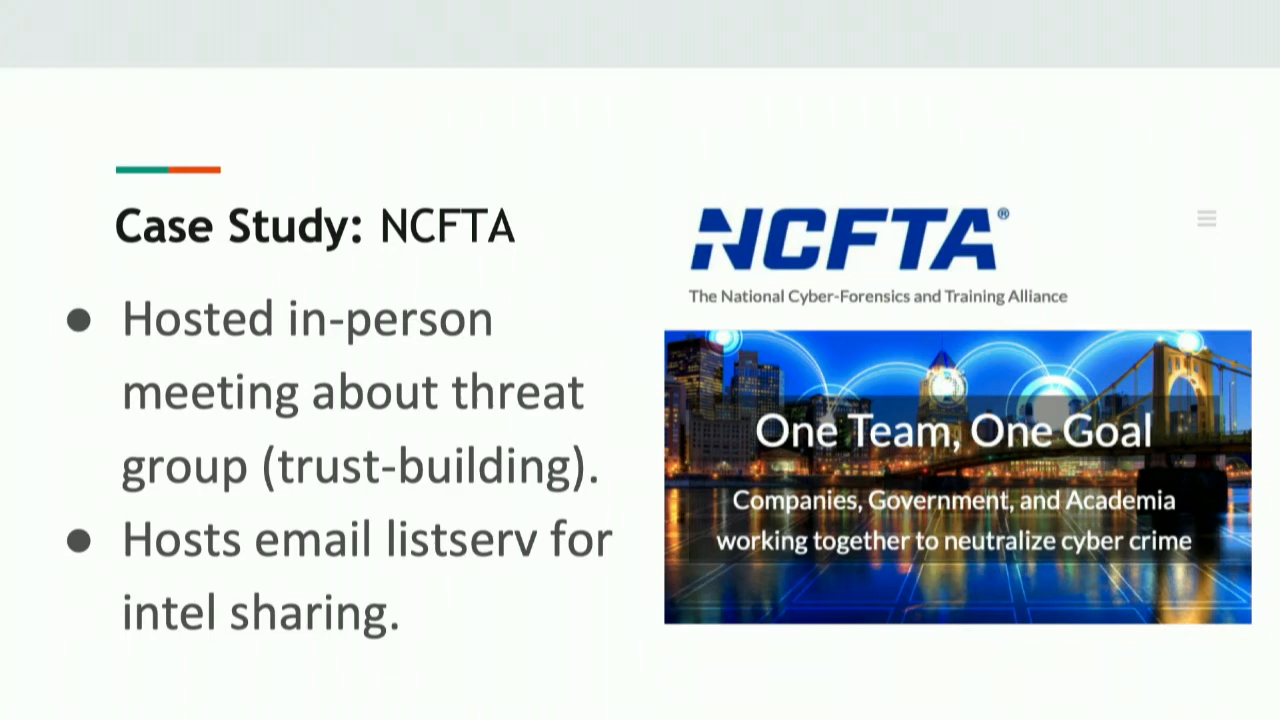 Case Study: NCFTA
● Hosted in-person
meeting about threat
group (trust-building).
● Hosts email listserv for
intel sharing.
NCFTA®
The National Cyber-Forensics and Training Alliance
One Team, One Goal
Companies, Government, and Academia
working together to neutralize cyber crime